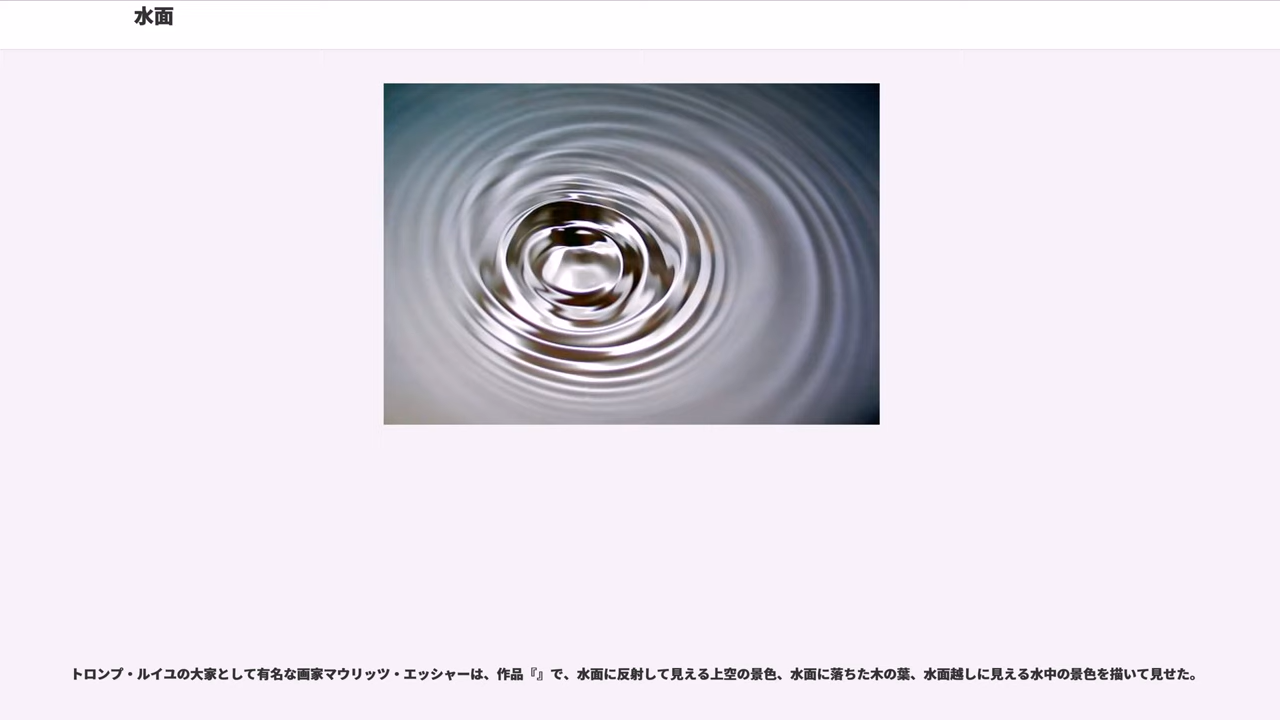 水面
トロンプ・ルイユの大家として有名な画家マウリッツ・エッシャーは、作品『』で、水面に反射して見える上空の景色、水面に落ちた木の葉、水面越しに見える水中の景色を描いて見せた。